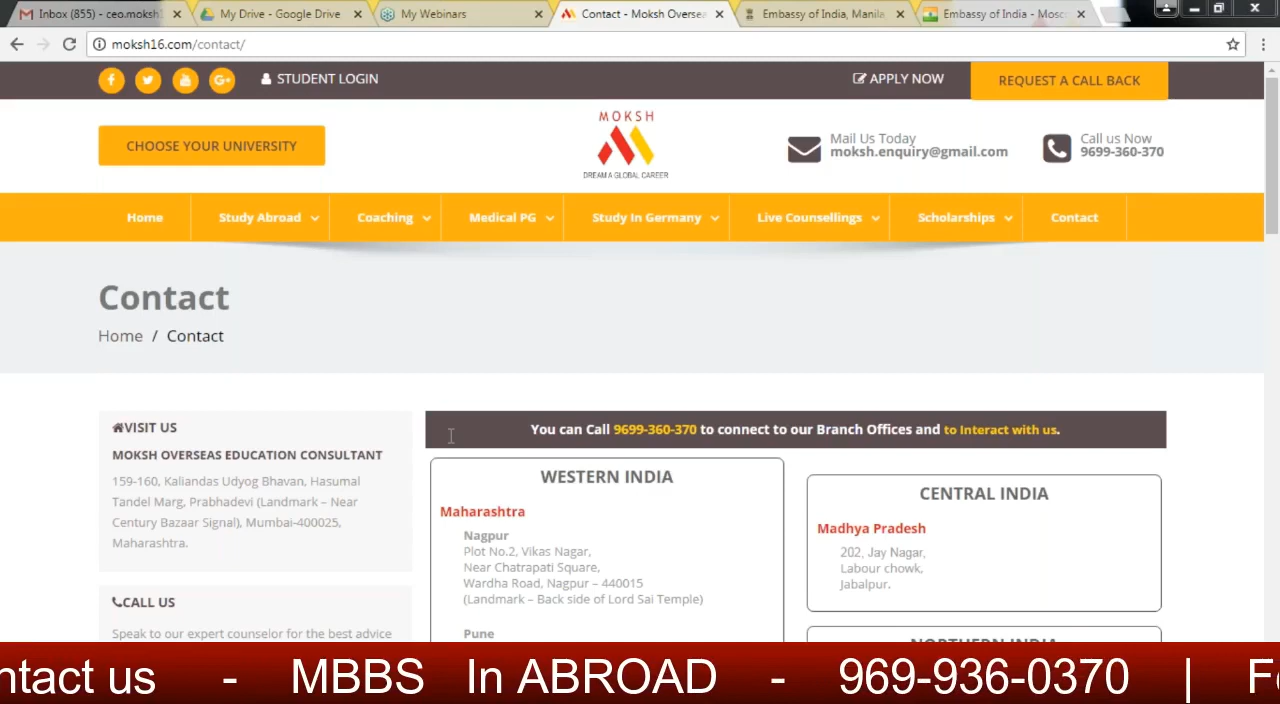 Inbox (855) - ceo.moksh
My Drive - Google Drive
My Webinars
Contact - Moksh Oversea
Embassy of India, Manila
Embassy of India - Mosc
moksh16.com/contact/
STUDENT LOGIN
APPLY NOW
REQUEST A CALL BACK
CHOOSE YOUR UNIVERSITY
MOKSH
DREAM A GLOBAL CAREER
Mail Us Today
moksh.enquiry@gmail.com
Call us Now
9699-360-370
Home
Study Abroad
Coaching
Medical PG
Study In Germany
Live Counsellings
Scholarships
Contact
Contact
Home / Contact
VISIT US
MOKSH OVERSEAS EDUCATION CONSULTANT
159-160, Kaliandas Udyog Bhavan, Hasumal
Tandel Marg, Prabhadevi (Landmark – Near
Century Bazaar Signal), Mumbai-400025,
Maharashtra.
CALL US
Speak to our expert counselor for the best advice
You can Call 9699-360-370 to connect to our Branch Offices and to Interact with us.
WESTERN INDIA
Maharashtra
Nagpur
Plot No.2, Vikas Nagar,
Near Chatrapati Square,
Wardha Road, Nagpur – 440015
(Landmark – Back side of Lord Sai Temple)
Pune
CENTRAL INDIA
Madhya Pradesh
202, Jay Nagar,
Labour chowk,
Jabalpur.
NORTHERN INDIA
ntact us - MBBS In ABROAD - 969-936-0370 | Fo